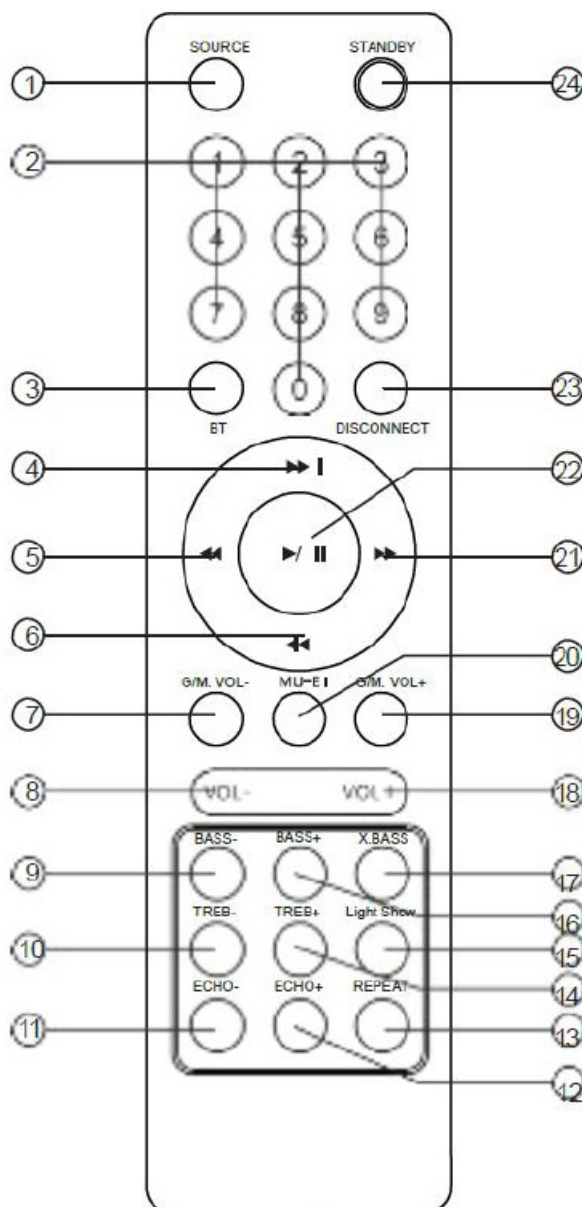 SOURCE STANDBY
1 24
2 1 2 3
4 5 6
7 8 9
3 0 23
BT DISCONNECT
4 22
5 21
6
20
G/M. VOL- G/M. VOL+
7 19
8 VOL- VOL+ 18
BASS- BASS+ X.BASS
9 17
16
TREB- TREB+ Light Show
10 15
14
ECHO- ECHO+ REPEAT
11 13
12